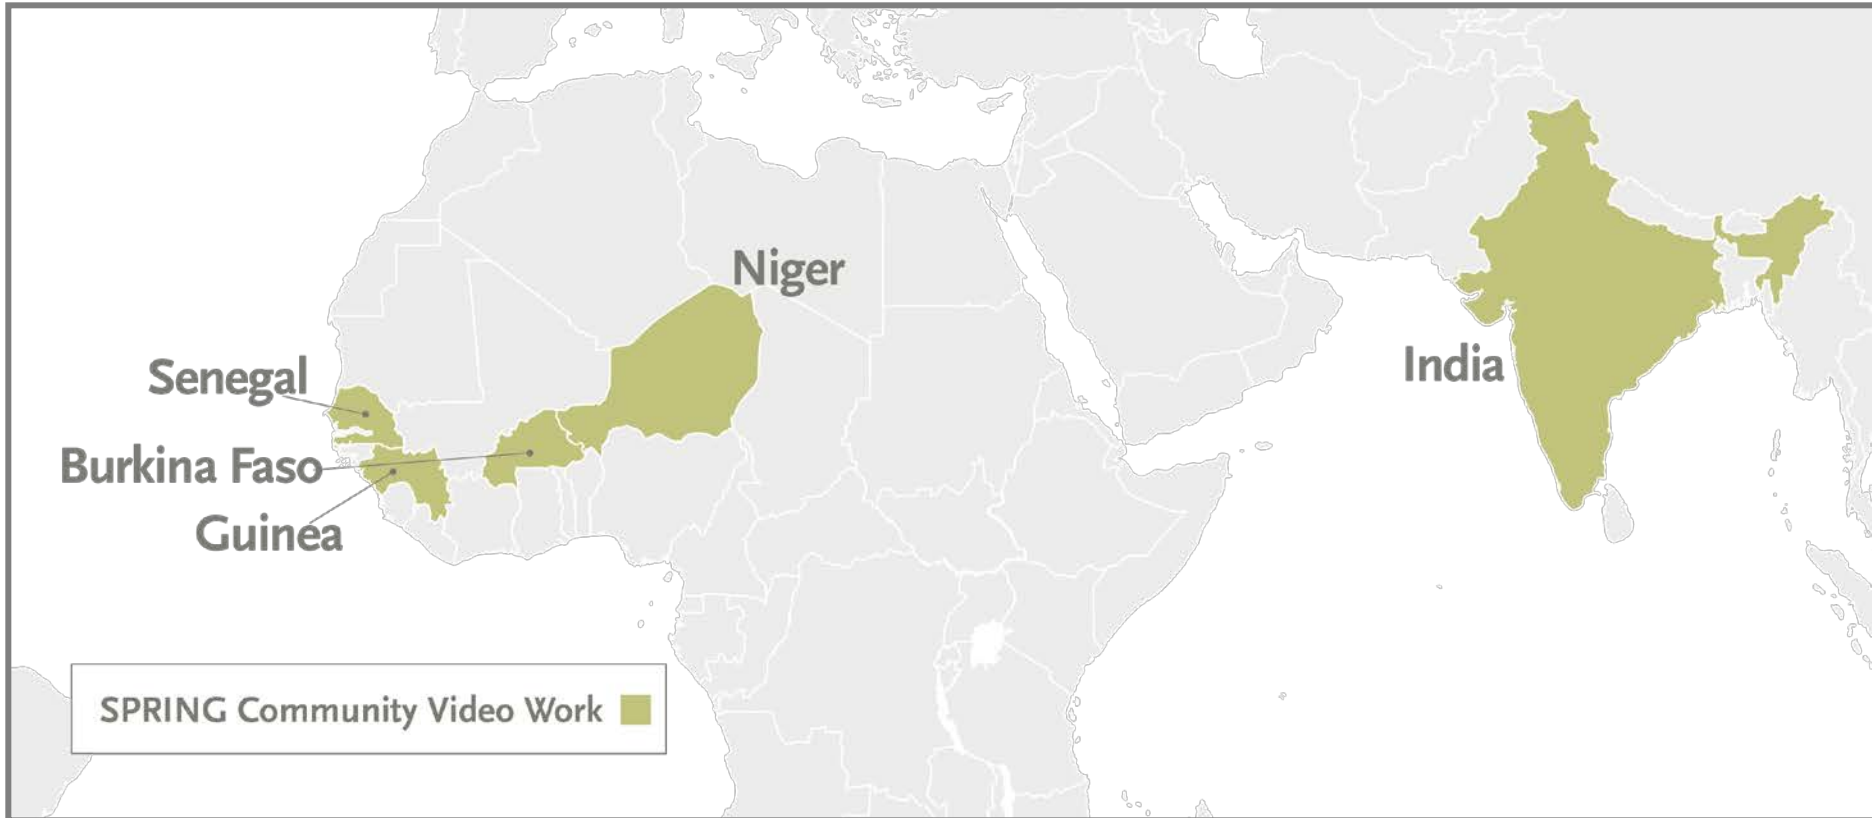 Niger
Senegal
India
Burkina Faso
Guinea
SPRING Community Video Work